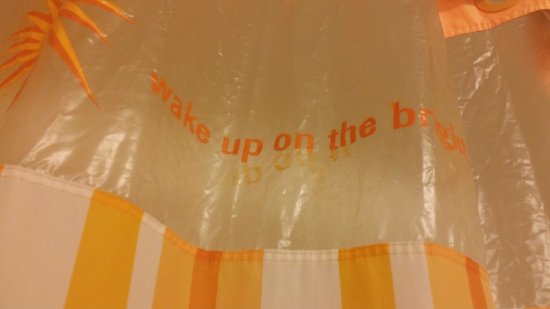 wake up on the